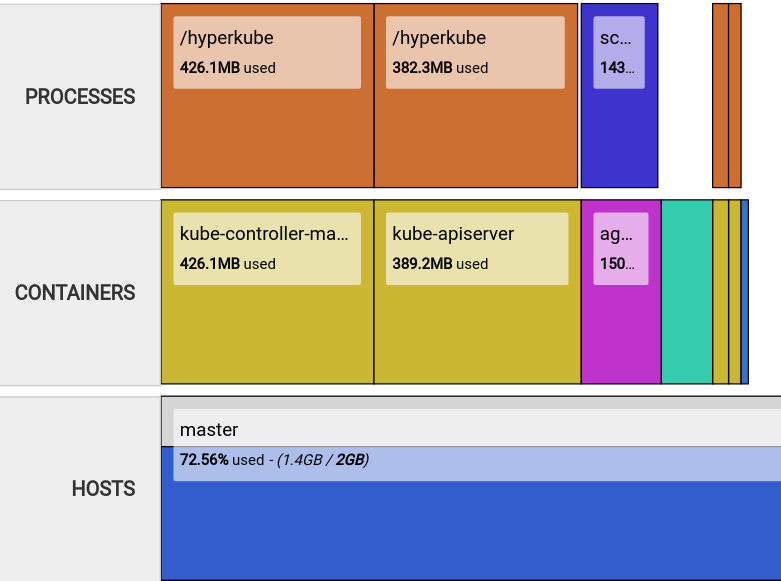 PROCESSES
/hyperkube
426.1MB used
/hyperkube
382.3MB used
sc...
143...
CONTAINERS
kube-controller-ma...
426.1MB used
kube-apiserver
389.2MB used
ag...
150...
HOSTS
master
72.56% used - (1.4GB / 2GB)